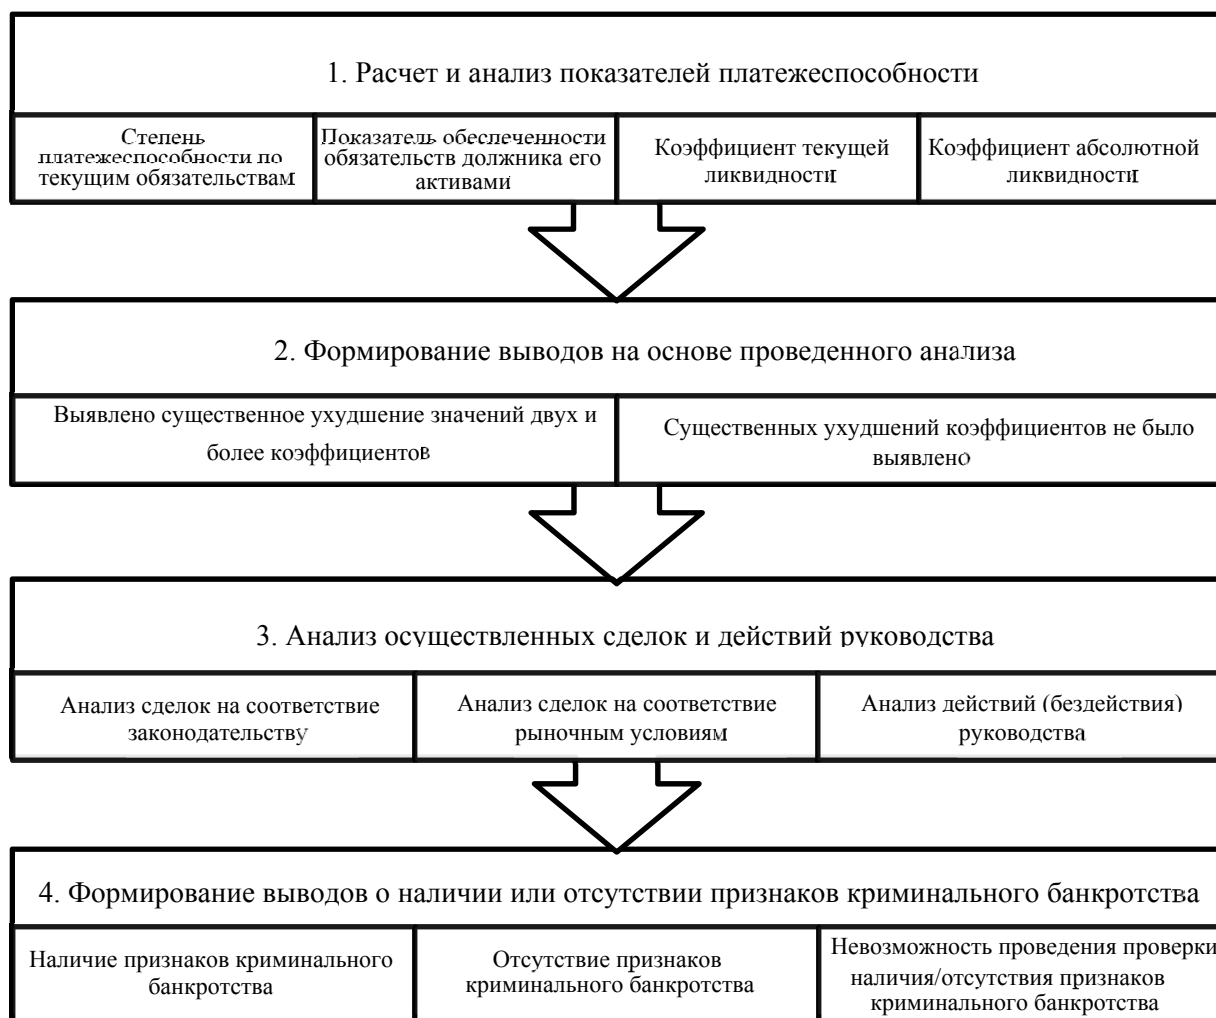 1. Расчет и анализ показателей платежеспособности
Степень
платежеспособности по
текущим обязательствам
Показатель обеспеченности
обязательств должника его
активами
Коэффициент текущей
ликвидности
Коэффициент абсолютной
ликвидности
2. Формирование выводов на основе проведенного анализа
Выявлено существенное ухудшение значений двух и
более коэффициентов
Существенных ухудшений коэффициентов не было
выявлено
3. Анализ осуществленных сделок и действий руководства
Анализ сделок на соответствие
законодательству
Анализ сделок на соответствие
рыночным условиям
Анализ действий (бездействия)
руководства
4. Формирование выводов о наличии или отсутствии признаков криминального банкротства
Наличие признаков криминального
банкротства
Отсутствие признаков
криминального банкротства
Невозможность проведения проверки
наличия/отсутствия признаков
криминального банкротства